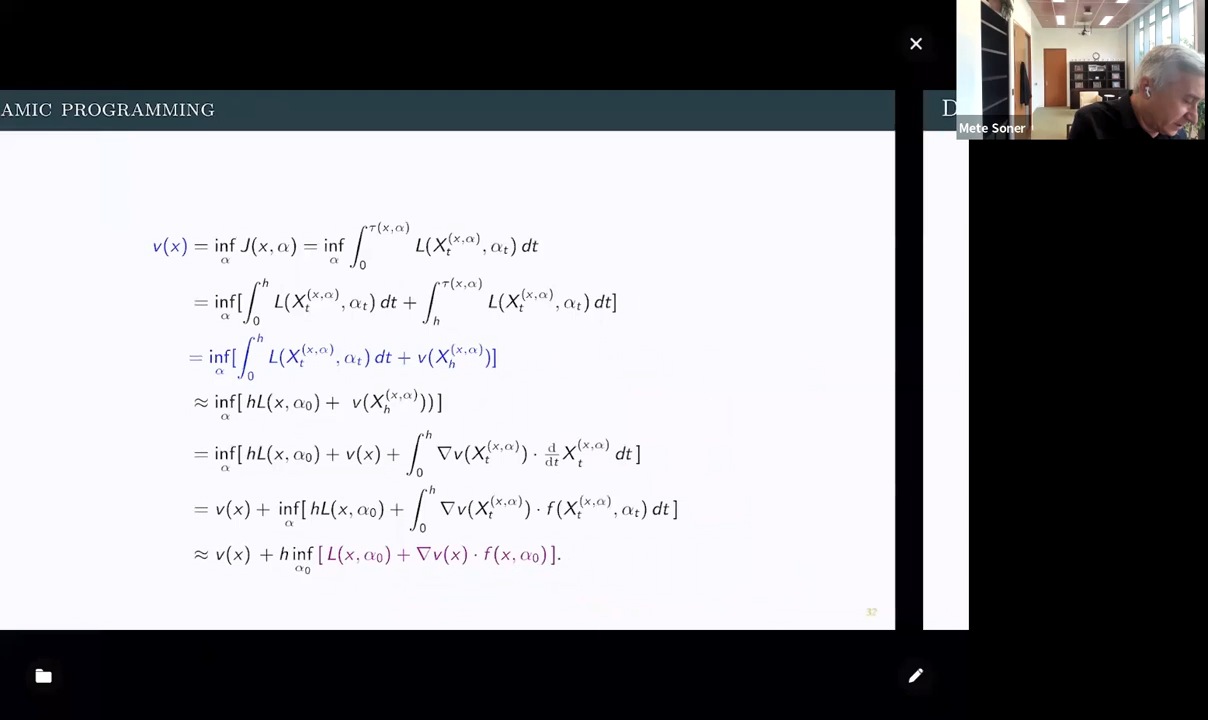 AMIC PROGRAMMING
D
Mete Soner
v(x) = inf_α J(x, α) = inf_α ∫_0^{τ(x,α)} L(X_t^{(x,α)}, α_t) dt
= inf_α [ ∫_0^h L(X_t^{(x,α)}, α_t) dt + ∫_h^{τ(x,α)} L(X_t^{(x,α)}, α_t) dt ]
= inf_α [ ∫_0^h L(X_t^{(x,α)}, α_t) dt + v(X_h^{(x,α)}) ]
≈ inf_α [ hL(x, α_0) + v(X_h^{(x,α)})) ]
= inf_α [ hL(x, α_0) + v(x) + ∫_0^h ∇v(X_t^{(x,α)}) · d/dt X_t^{(x,α)} dt ]
= v(x) + inf_α [ hL(x, α_0) + ∫_0^h ∇v(X_t^{(x,α)}) · f(X_t^{(x,α)}, α_t) dt ]
≈ v(x) + h inf_{α_0} [ L(x, α_0) + ∇v(x) · f(x, α_0) ].
32